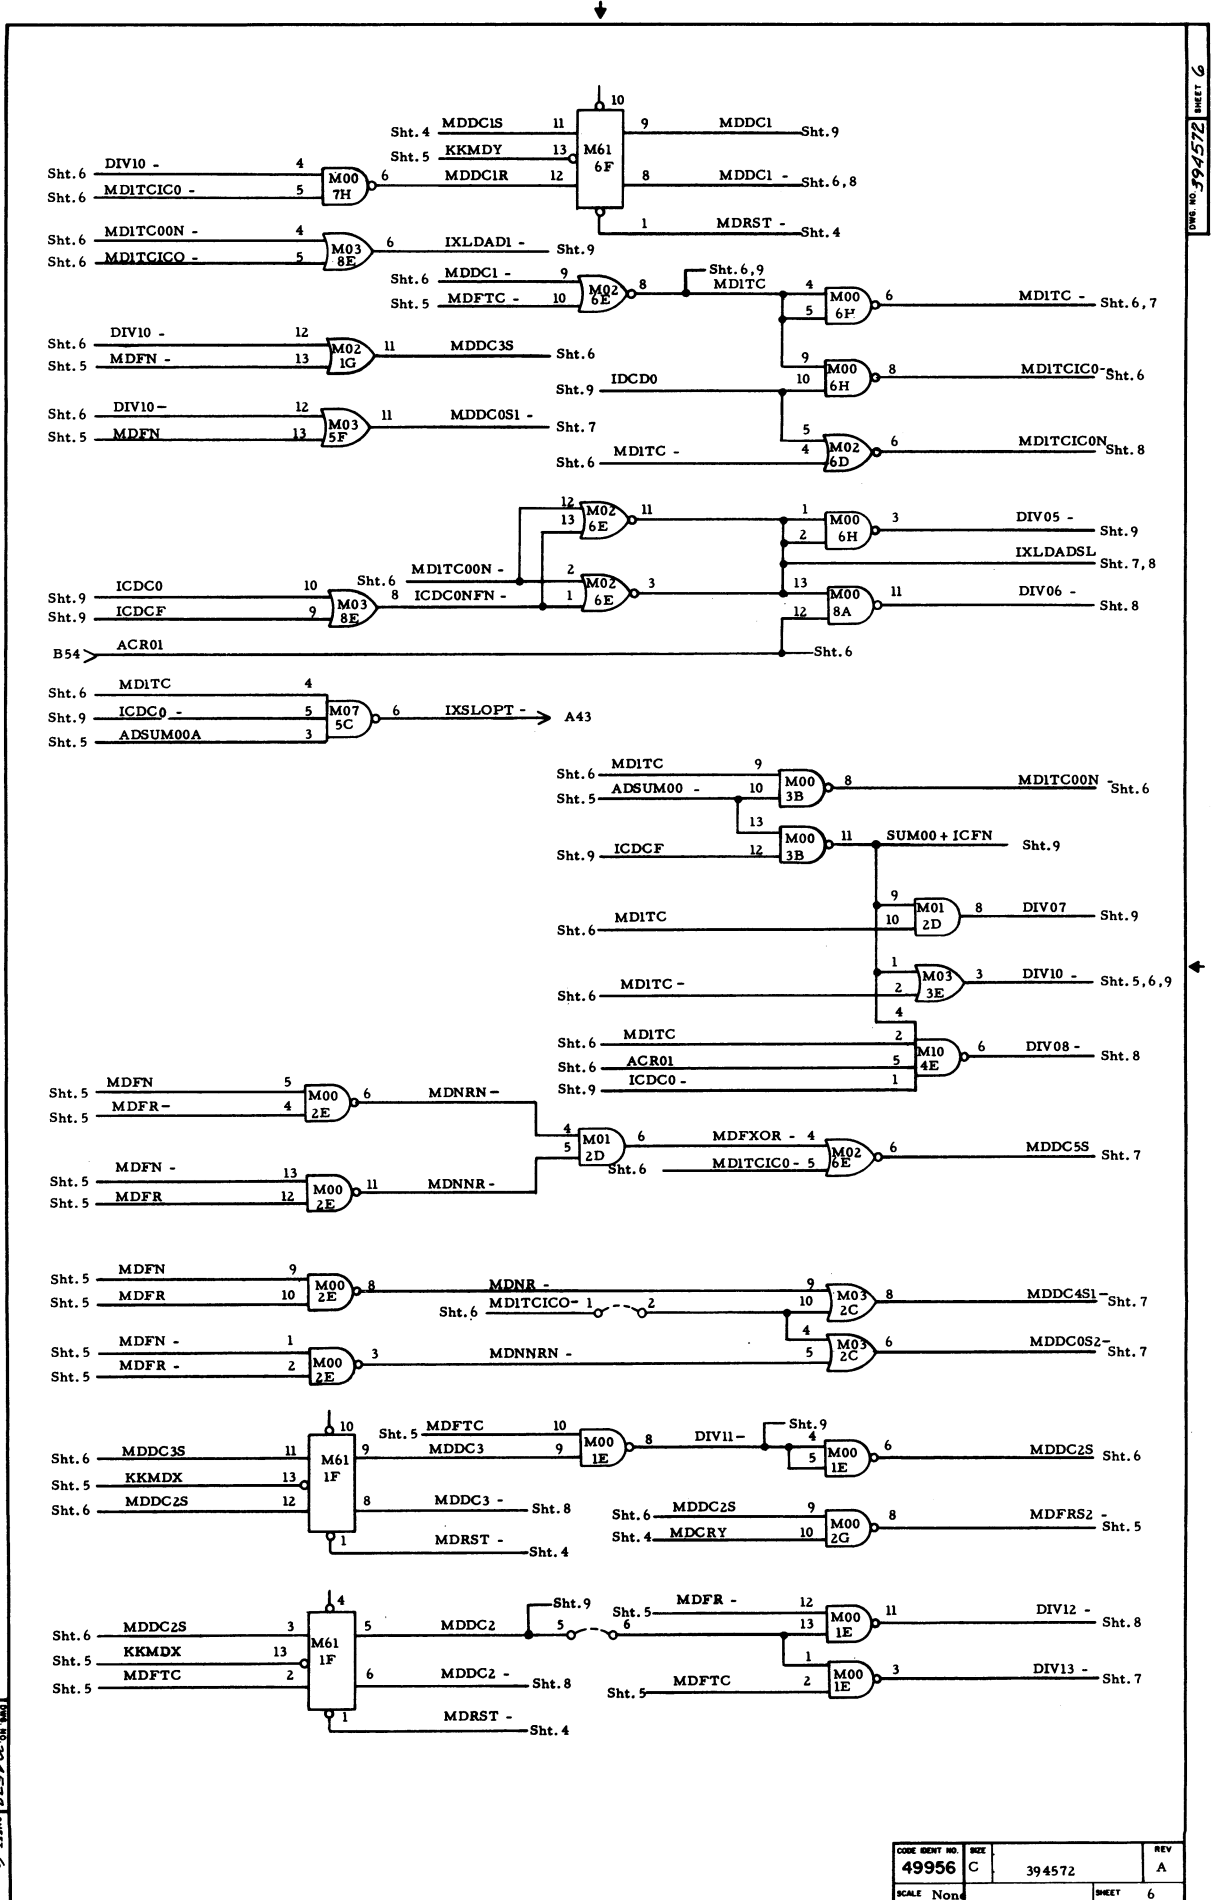 DWG. NO. 394572 SHEET 6
10
Sht. 4 MDDC1S 11 9 MDDC1 Sht. 9
Sht. 5 KKMDY 13 M61 6F
Sht. 6 DIV10 - 4 M00 7H 6 MDDC1R 12 8 MDDC1 - Sht. 6, 8
Sht. 6 MD1TCIC0 - 5
1 MDRST - Sht. 4
Sht. 6 MD1TC00N - 4 M03 8E 6 IXLDAD1 - Sht. 9
Sht. 6 MD1TCICO - 5
Sht. 6 MDDC1 - 9 M02 6E 8 Sht. 6, 9 MD1TC 4 M00 6H 6 MD1TC - Sht. 6, 7
Sht. 5 MDFTC - 10 5
Sht. 6 DIV10 - 12 M02 1G 11 MDDC3S Sht. 6
Sht. 5 MDFN - 13
9 M00 6H 8 MD1TCIC0- Sht. 6
Sht. 9 IDCD0 10
Sht. 6 DIV10 - 12 M03 5F 11 MDDC0S1 - Sht. 7
Sht. 5 MDFN 13
5 M02 6D 6 MD1TCIC0N Sht. 8
Sht. 6 MD1TC - 4
12 M02 6E 11 1 M00 6H 3 DIV05 - Sht. 9
13 2
IXLDADSL Sht. 7, 8
Sht. 6 MD1TC00N - 2 M02 6E 3 13 M00 8A 11 DIV06 - Sht. 8
Sht. 9 ICDC0 10 M03 8E 8 ICDC0NFN - 1 12
Sht. 9 ICDCF 9
B54 ACR01 Sht. 6
Sht. 6 MD1TC 4
Sht. 9 ICDC0 - 5 M07 5C 6 IXSLOPT - A43
Sht. 5 ADSUM00A 3
Sht. 6 MD1TC 9 M00 3B 8 MD1TC00N - Sht. 6
Sht. 5 ADSUM00 - 10
13 M00 3B 11 SUM00 + ICFN Sht. 9
Sht. 9 ICDCF 12
9 M01 2D 8 DIV07 Sht. 9
Sht. 6 MD1TC 10
1 M03 3E 3 DIV10 - Sht. 5, 6, 9
Sht. 6 MD1TC - 2
4
Sht. 6 MD1TC 2 M10 4E 6 DIV08 - Sht. 8
Sht. 6 ACR01 5
Sht. 9 ICDC0 - 1
Sht. 5 MDFN 5 M00 2E 6 MDNRN -
Sht. 5 MDFR - 4
4 M01 2D 6 MDFXOR - 4 M02 6E 6 MDDC5S Sht. 7
5 Sht. 6 MD1TCIC0 - 5
Sht. 5 MDFN - 13 M00 2E 11 MDNNR -
Sht. 5 MDFR 12
Sht. 5 MDFN 9 M00 2E 8 MDNR - 9 M03 2C 8 MDDC4S1- Sht. 7
Sht. 5 MDFR 10 Sht. 6 MD1TCICO- 1 2 10
Sht. 5 MDFN - 1 M00 2E 3 MDNNRN - 4 M03 2C 6 MDDC0S2- Sht. 7
Sht. 5 MDFR - 2 5
10 Sht. 5 MDFTC 10 M00 1E 8 DIV11 - Sht. 9 4 M00 1E 6 MDDC2S Sht. 6
Sht. 6 MDDC3S 11 M61 1F 9 MDDC3 9 5
Sht. 5 KKMDX 13
Sht. 6 MDDC2S 12 8 MDDC3 - Sht. 8
Sht. 6 MDDC2S 9 M00 2G 8 MDFRS2 - Sht. 5
Sht. 4 MDCRY 10
1 MDRST - Sht. 4
4 Sht. 9 Sht. 5 MDFR - 12 M00 1E 11 DIV12 - Sht. 8
Sht. 6 MDDC2S 3 M61 1F 5 MDDC2 5 6 13
Sht. 5 KKMDX 13
Sht. 5 MDFTC 2 6 MDDC2 - Sht. 8
1 M00 1E 3 DIV13 - Sht. 7
Sht. 5 MDFTC 2
1 MDRST - Sht. 4
CODE IDENT NO. 49956 SIZE C 394572 REV A
SCALE None SHEET 6